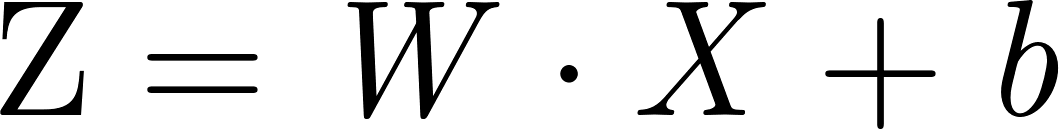 Z = W · X + b